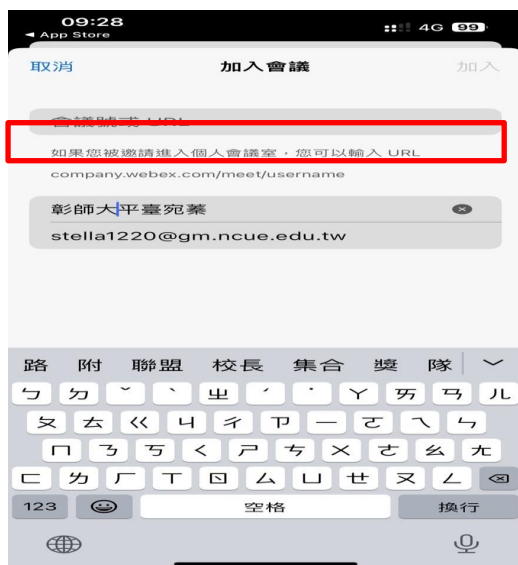 09:28
◀ App Store
4G 99
取消 加入會議 加入
會議號或 URL
如果您被邀請進入個人會議室，您可以輸入 URL
company.webex.com/meet/username
彰師大平臺宛蓁
stella1220@gm.ncue.edu.tw
路 附 聯盟 校長 集合 獎 隊
ㄅ ㄉ ˇ ˋ ㄓ ˊ ˙ ㄚ ㄞ ㄢ ㄦ
ㄆ ㄊ ㄍ ㄐ ㄔ ㄗ ㄧ ㄛ ㄟ ㄣ
ㄇ ㄋ ㄎ ㄑ ㄕ ㄘ ㄨ ㄜ ㄠ ㄤ
ㄈ ㄌ ㄏ ㄒ ㄖ ㄙ ㄩ ㄝ ㄡ ㄥ
123 空格 換行